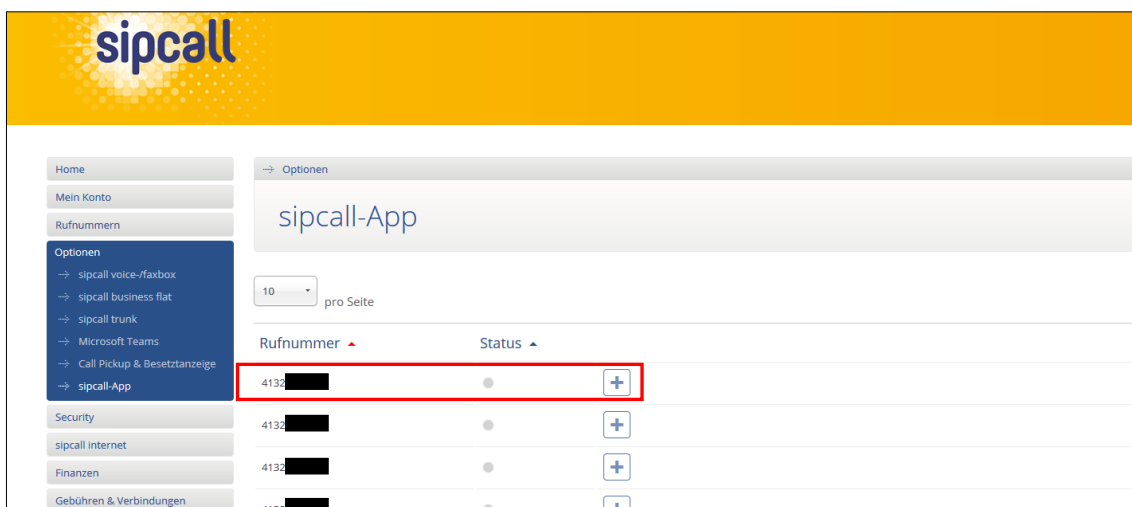 sipcall
Home
Mein Konto
Rufnummern
Optionen
sipcall voice-/faxbox
sipcall business flat
sipcall trunk
Microsoft Teams
Call Pickup & Besetztanzeige
sipcall-App
Security
sipcall internet
Finanzen
Gebühren & Verbindungen
Optionen
sipcall-App
10 pro Seite
Rufnummer Status
4132
4132
4132